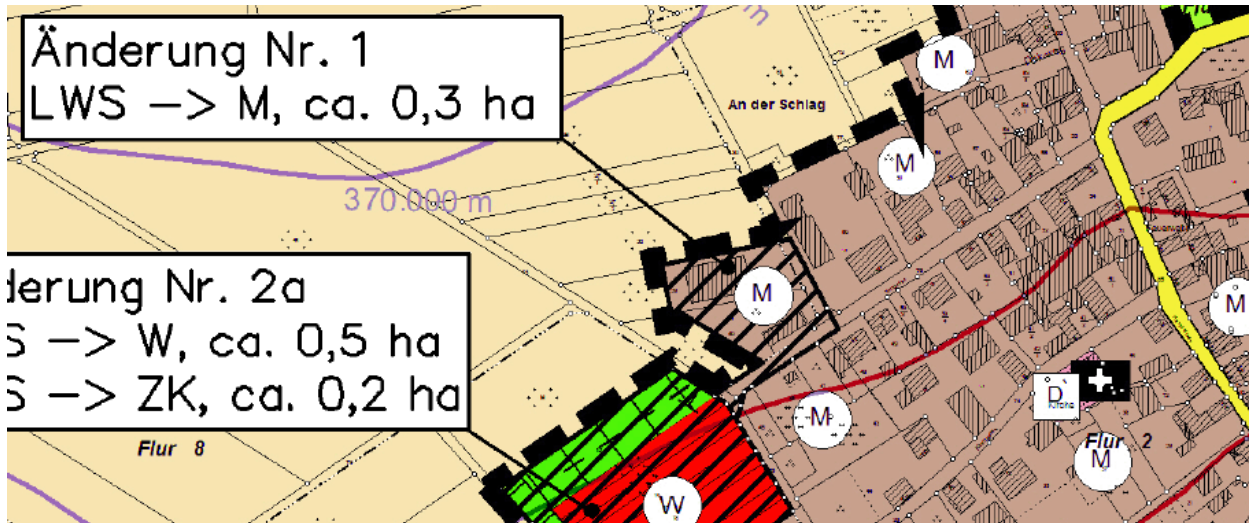 Änderung Nr. 1
LWS -> M, ca. 0,3 ha
An der Schlag
M
M
370.000 m
derung Nr. 2a
S -> W, ca. 0,5 ha
S -> ZK, ca. 0,2 ha
M
M
D
Kirche
M
Flur 8
Flur 2
M
W
m